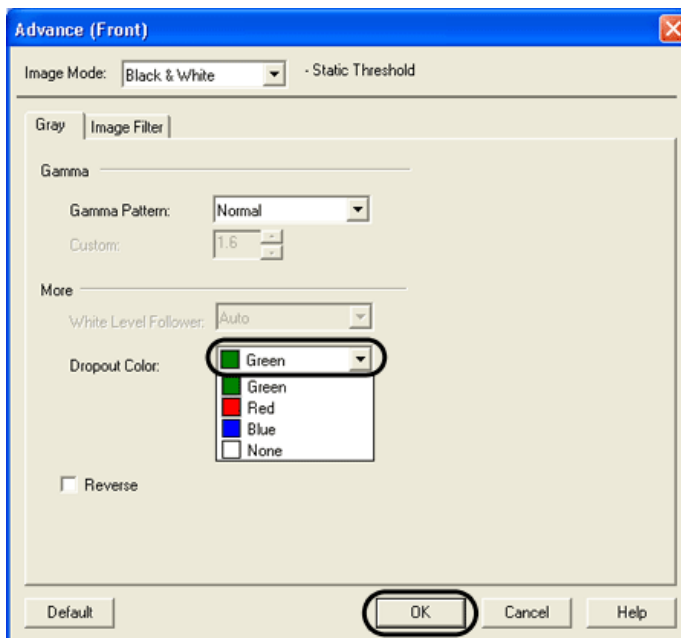 Advance (Front)
Image Mode: Black & White - Static Threshold
Gray Image Filter
Gamma
Gamma Pattern: Normal
Custom: 1.6
More
White Level Follower: Auto
Dropout Color: Green
Green
Red
Blue
None
Reverse
Default OK Cancel Help